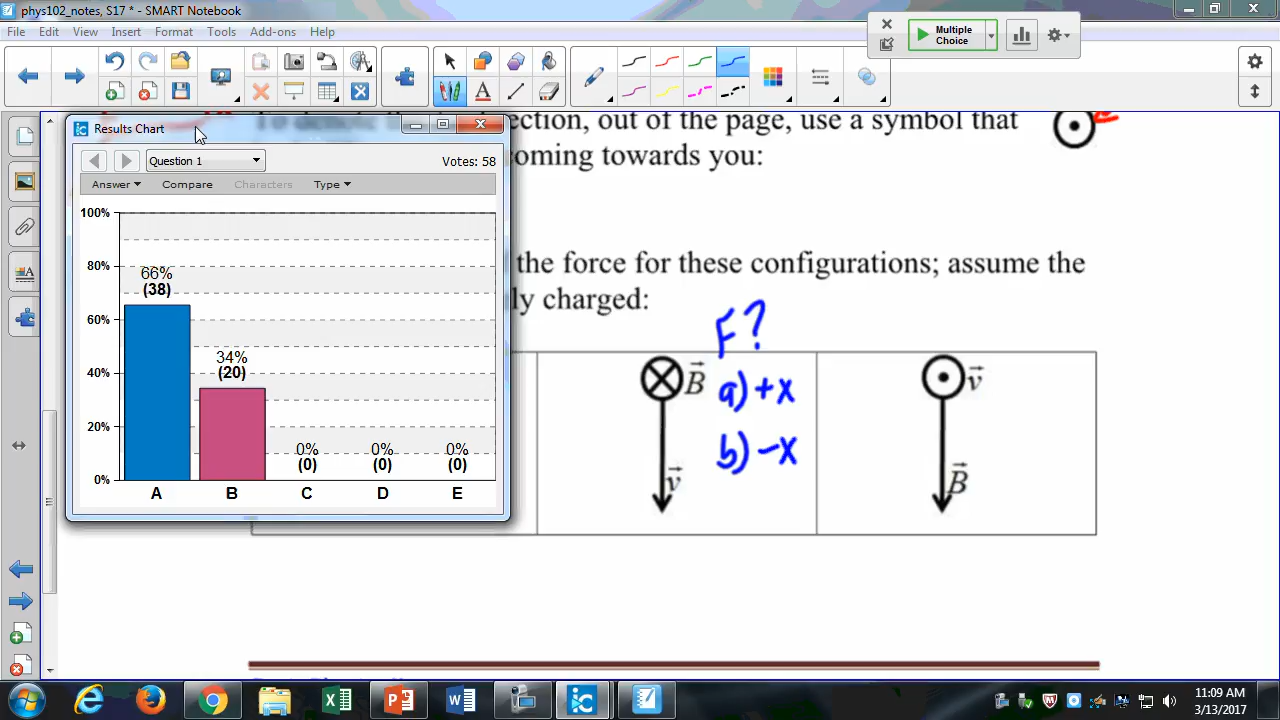 phys102_notes, S17 * - SMART Notebook
File Edit View Insert Format Tools Add-ons Help
Multiple
Choice
Results Chart
Question 1
Votes: 58
Answer Compare Characters Type
100%
80%
60%
40%
20%
0%
66%
(38)
34%
(20)
0%
(0)
0%
(0)
0%
(0)
A B C D E
ection, out of the page, use a symbol that
oming towards you:
the force for these configurations; assume the
ly charged:
F?
B
a) +x
b) -x
v
v
B
11:09 AM
3/13/2017